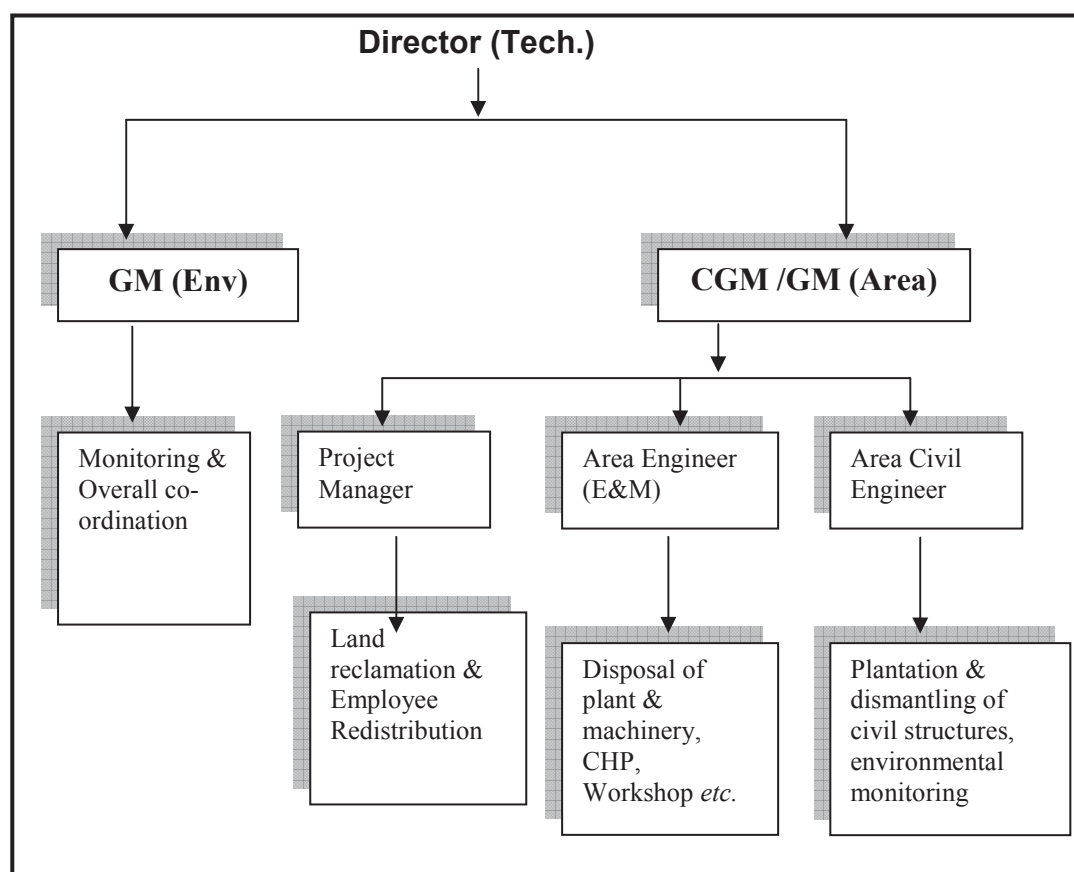 Director (Tech.)
GM (Env)
CGM /GM (Area)
Monitoring &
Overall co-
ordination
Project
Manager
Area Engineer
(E&M)
Area Civil
Engineer
Land
reclamation &
Employee
Redistribution
Disposal of
plant &
machinery,
CHP,
Workshop etc.
Plantation &
dismantling of
civil structures,
environmental
monitoring